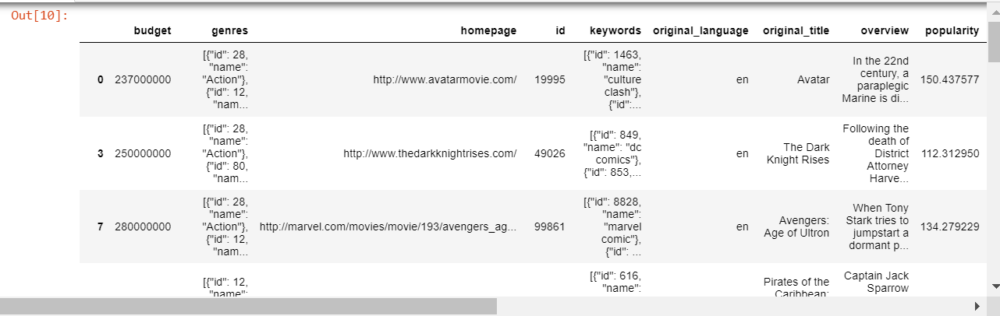 Out[10]:
budget genres homepage id keywords original_language original_title overview popularity
[{"id": 28, [{"id": 1463, In the 22nd
"name": "name": century, a
0 237000000 "Action"}, http://www.avatarmovie.com/ 19995 "culture en Avatar paraplegic 150.437577
{"id": 12, clash"}, Marine is di...
"nam... {"id":...
[{"id": 28, Following the
"name": [{"id": 849, death of
3 250000000 "Action"}, http://www.thedarkknightrises.com/ 49026 "name": "dc en The Dark District 112.312950
{"id": 80, comics"}, Knight Rises Attorney
"nam... {"id": 853,... Harve...
[{"id": 28, [{"id": 8828, When Tony
"name": "name": Stark tries to
7 280000000 "Action"}, http://marvel.com/movies/movie/193/avengers_ag... 99861 "marvel en Avengers: jumpstart a 134.279229
{"id": 12, comic"}, Age of Ultron dormant p...
"nam... {"id": ...
[{"id": 12, [{"id": 616, Pirates of the Captain Jack
"name": "name": Caribbean: Sparrow